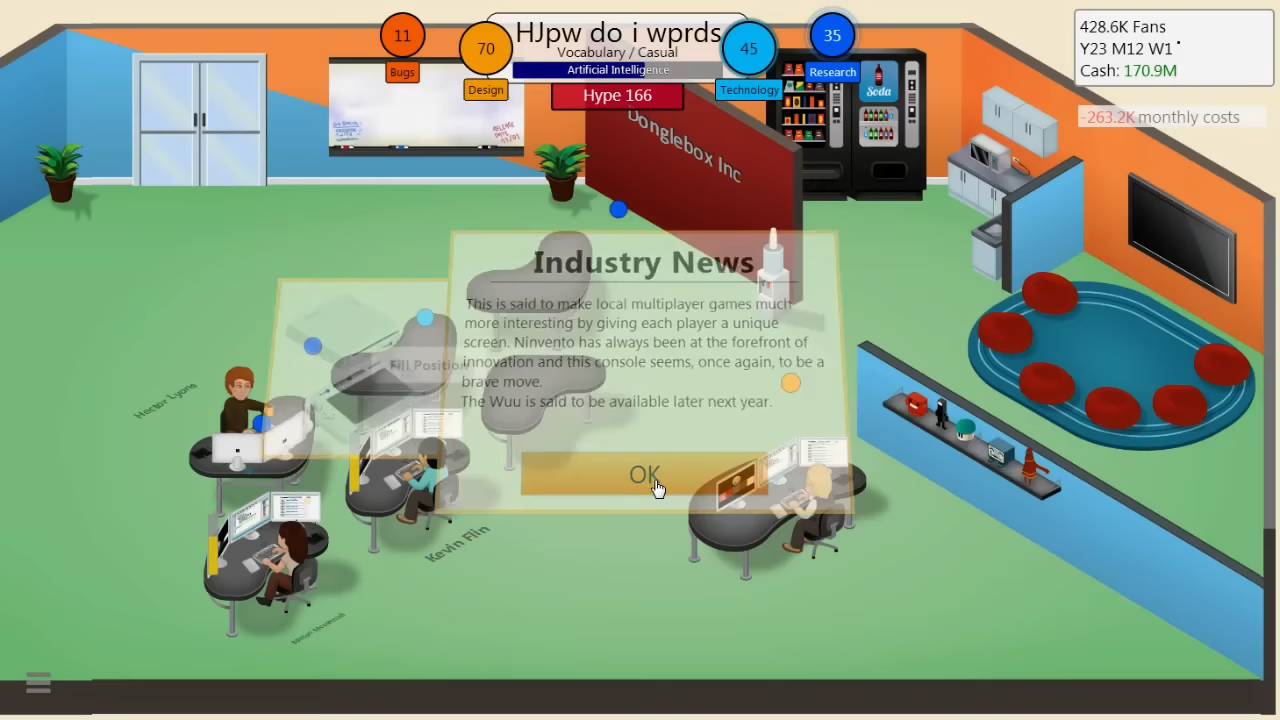 HJpw do i wprds
Vocabulary / Casual
Artificial Intelligence
Hype 166
11
Bugs
70
Design
45
Technology
35
Research
428.6K Fans
Y23 M12 W1
Cash: 170.9M
-263.2K monthly costs
Soda
RELEASE
Donglebox Inc
Industry News
This is said to make local multiplayer games much
more interesting by giving each player a unique
screen. Ninvento has always been at the forefront of
innovation and this console seems, once again, to be a
brave move.
The Wuu is said to be available later next year.
OK
Fill Position
Hector Lyons
Kevin Flin